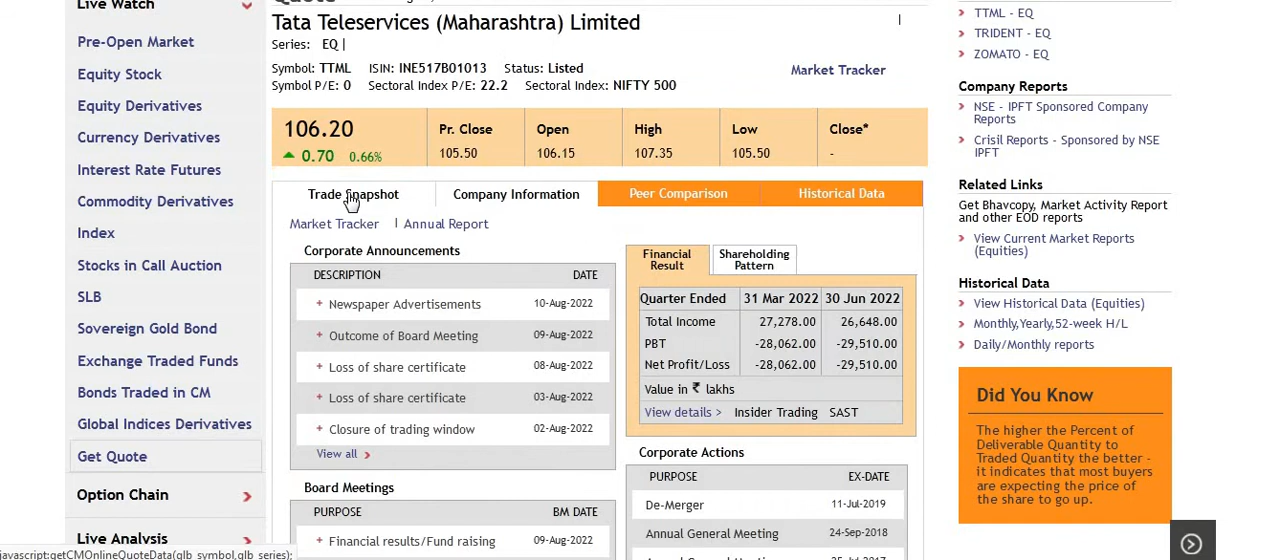 Live Watch
Pre-Open Market
Equity Stock
Equity Derivatives
Currency Derivatives
Interest Rate Futures
Commodity Derivatives
Index
Stocks in Call Auction
SLB
Sovereign Gold Bond
Exchange Traded Funds
Bonds Traded in CM
Global Indices Derivatives
Get Quote
Option Chain
Live Analysis
javascript:getCMOnlineQuoteData(glb_symbol,glb_series);
Quote
Tata Teleservices (Maharashtra) Limited
Series: EQ |
Symbol: TTML ISIN: INE517B01013 Status: Listed
Symbol P/E: 0 Sectoral Index P/E: 22.2 Sectoral Index: NIFTY 500
Market Tracker
106.20 Pr. Close Open High Low Close*
0.70 0.66% 105.50 106.15 107.35 105.50 -
Trade Snapshot Company Information Peer Comparison Historical Data
Market Tracker | Annual Report
Corporate Announcements
DESCRIPTION DATE
+ Newspaper Advertisements 10-Aug-2022
+ Outcome of Board Meeting 09-Aug-2022
+ Loss of share certificate 08-Aug-2022
+ Loss of share certificate 03-Aug-2022
+ Closure of trading window 02-Aug-2022
View all
Board Meetings
PURPOSE BM DATE
+ Financial results/Fund raising 09-Aug-2022
Financial Shareholding
Result Pattern
Quarter Ended 31 Mar 2022 30 Jun 2022
Total Income 27,278.00 26,648.00
PBT -28,062.00 -29,510.00
Net Profit/Loss -28,062.00 -29,510.00
Value in ₹ lakhs
View details > Insider Trading SAST
Corporate Actions
PURPOSE EX-DATE
De-Merger 11-Jul-2019
Annual General Meeting 24-Sep-2018
TTML - EQ
TRIDENT - EQ
ZOMATO - EQ
Company Reports
NSE - IPFT Sponsored Company
Reports
Crisil Reports - Sponsored by NSE
IPFT
Related Links
Get Bhavcopy, Market Activity Report
and other EOD reports
View Current Market Reports
(Equities)
Historical Data
View Historical Data (Equities)
Monthly,Yearly,52-week H/L
Daily/Monthly reports
Did You Know
The higher the Percent of
Deliverable Quantity to
Traded Quantity the better -
it indicates that most buyers
are expecting the price of
the share to go up.